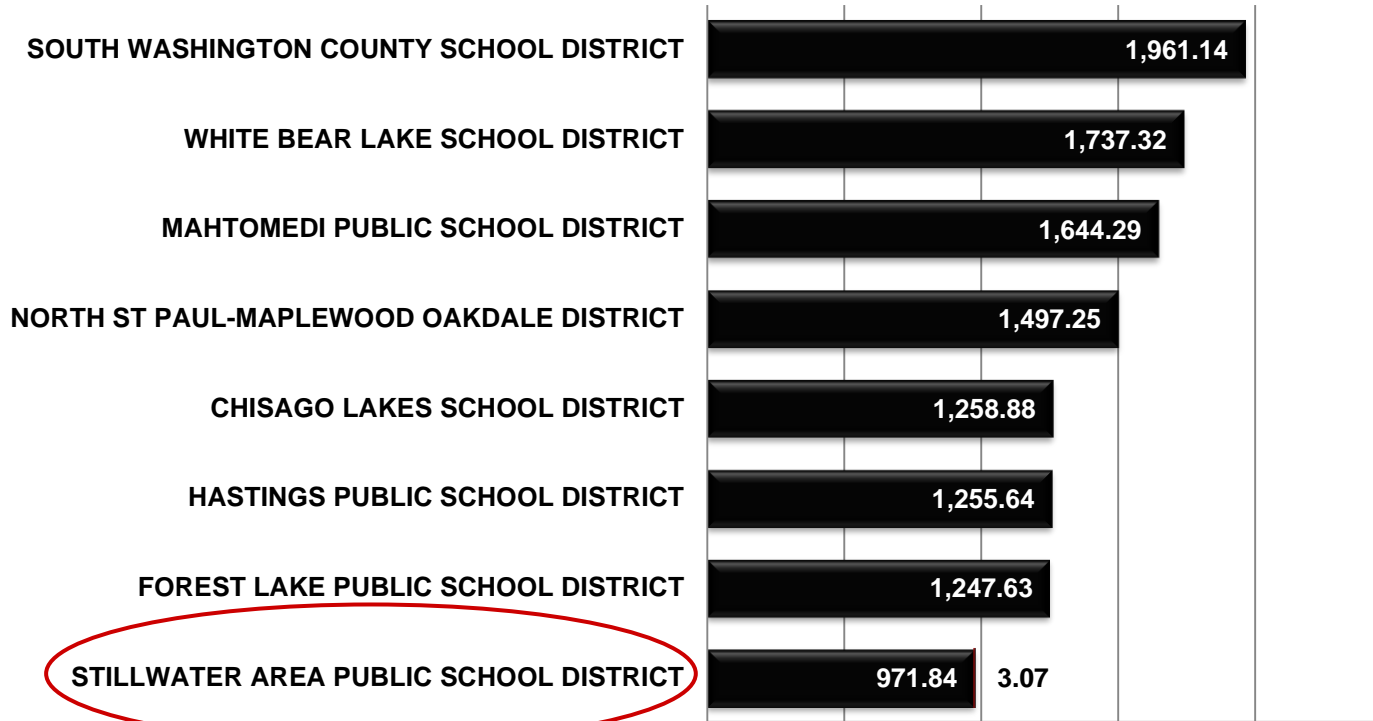 SOUTH WASHINGTON COUNTY SCHOOL DISTRICT 1,961.14
WHITE BEAR LAKE SCHOOL DISTRICT 1,737.32
MAHTOMEDI PUBLIC SCHOOL DISTRICT 1,644.29
NORTH ST PAUL-MAPLEWOOD OAKDALE DISTRICT 1,497.25
CHISAGO LAKES SCHOOL DISTRICT 1,258.88
HASTINGS PUBLIC SCHOOL DISTRICT 1,255.64
FOREST LAKE PUBLIC SCHOOL DISTRICT 1,247.63
STILLWATER AREA PUBLIC SCHOOL DISTRICT 971.84 3.07